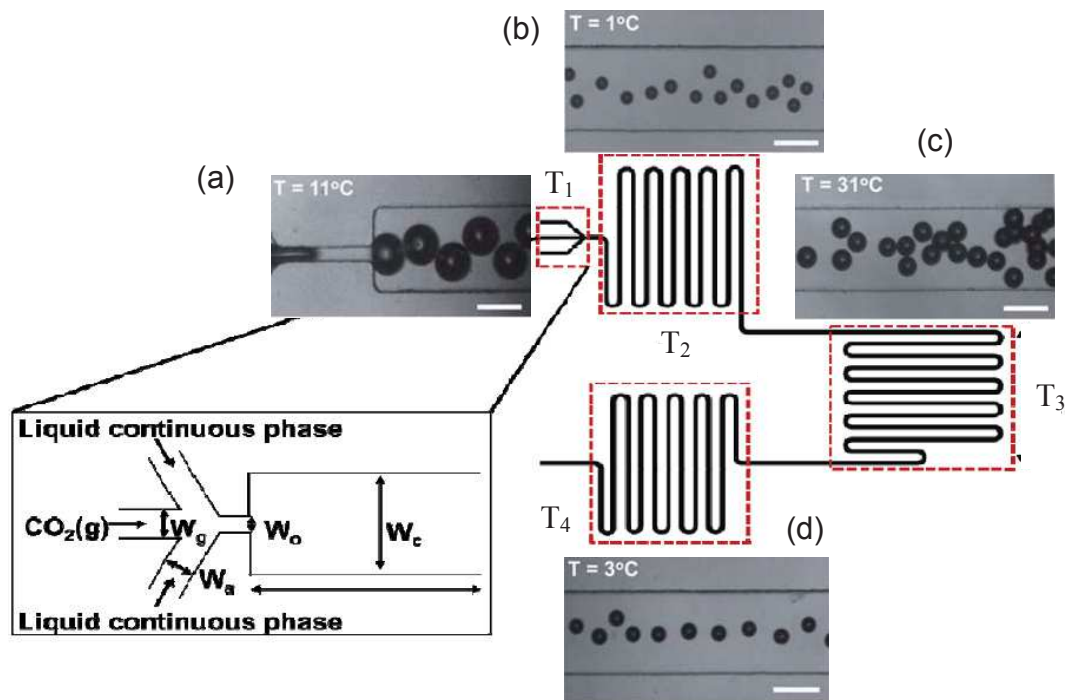 (b)
T = 1°C
(c)
(a)
T = 11°C
T1
T = 31°C
T2
T3
Liquid continuous phase
CO2(g)
Wg
Wo
Wc
Wa
Liquid continuous phase
T4
(d)
T = 3°C